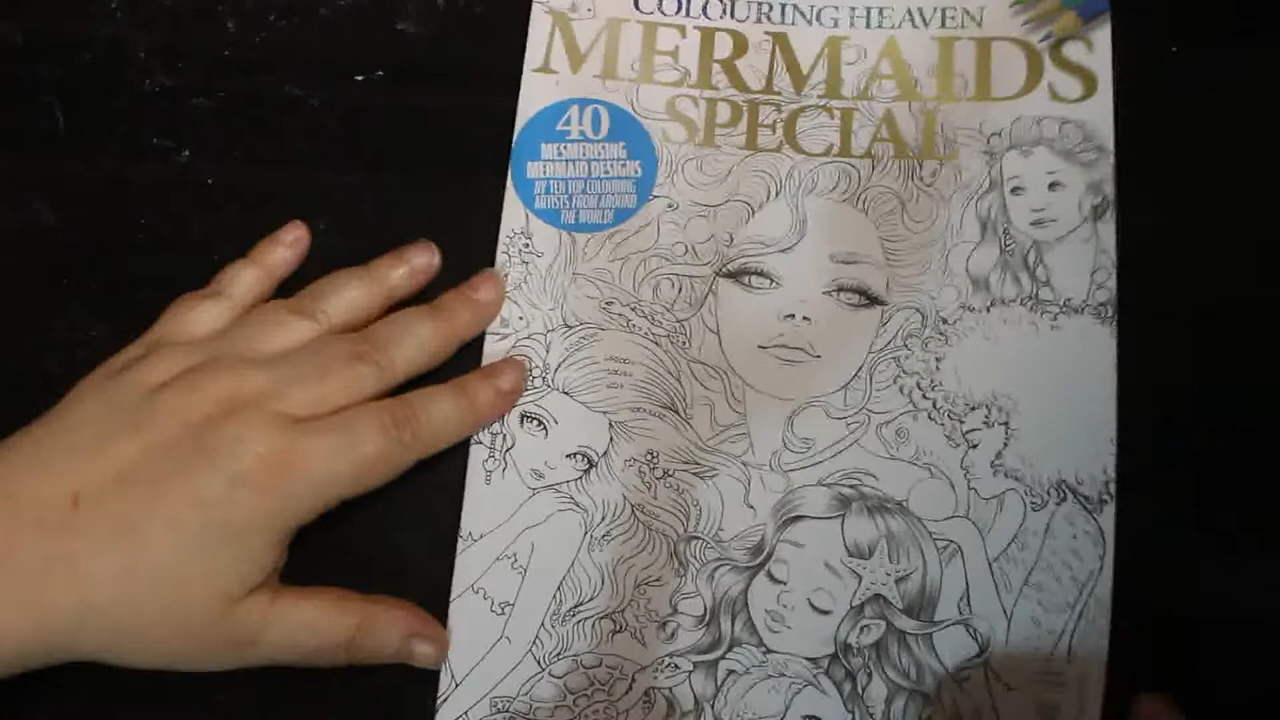 COLOURING HEAVEN
MERMAIDS
SPECIAL
40
MESMERISING
MERMAID DESIGNS
BY TEN TOP COLOURING
ARTISTS FROM AROUND
THE WORLD!